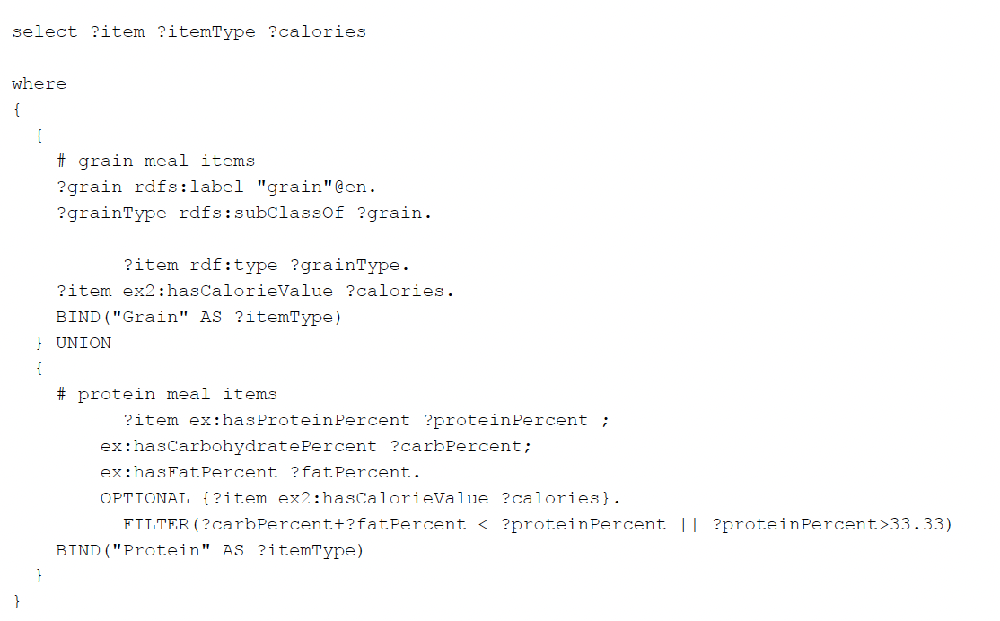 select ?item ?itemType ?calories
where
{
{
# grain meal items
?grain rdfs:label "grain"@en.
?grainType rdfs:subClassOf ?grain.
?item rdf:type ?grainType.
?item ex2:hasCalorieValue ?calories.
BIND("Grain" AS ?itemType)
} UNION
{
# protein meal items
?item ex:hasProteinPercent ?proteinPercent ;
ex:hasCarbohydratePercent ?carbPercent;
ex:hasFatPercent ?fatPercent.
OPTIONAL {?item ex2:hasCalorieValue ?calories}.
FILTER(?carbPercent+?fatPercent < ?proteinPercent || ?proteinPercent>33.33)
BIND("Protein" AS ?itemType)
}
}